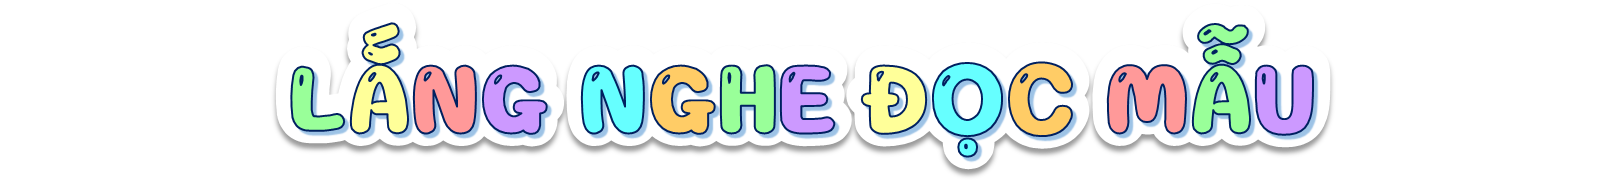 LẮNG NGHE ĐỌC MẪU